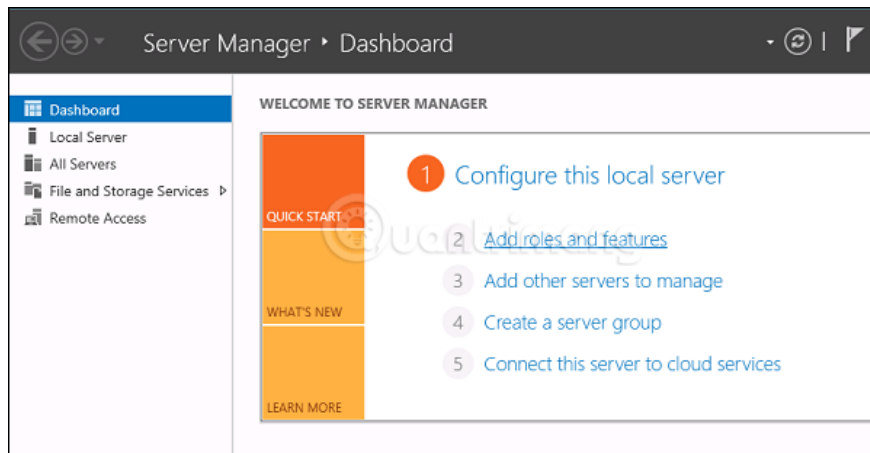 Server Manager ‣ Dashboard
Dashboard
Local Server
All Servers
File and Storage Services
Remote Access
WELCOME TO SERVER MANAGER
QUICK START
WHAT'S NEW
LEARN MORE
1 Configure this local server
2 Add roles and features
3 Add other servers to manage
4 Create a server group
5 Connect this server to cloud services
Quantrimang